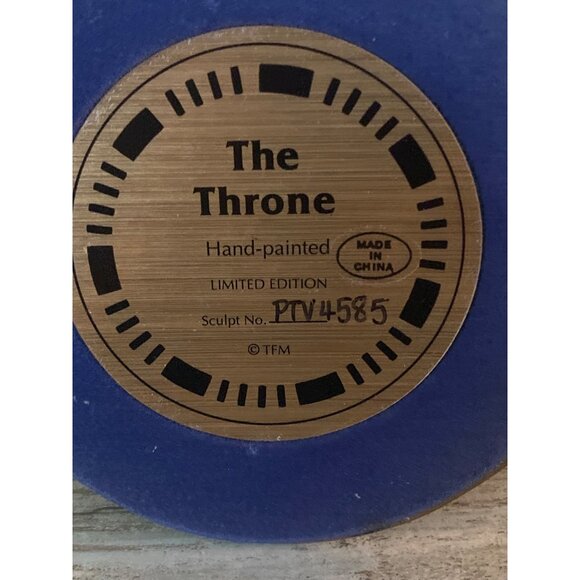 The
Throne
Hand-painted
MADE
IN
CHINA
LIMITED EDITION
Sculpt No. PTV4585
© TFM